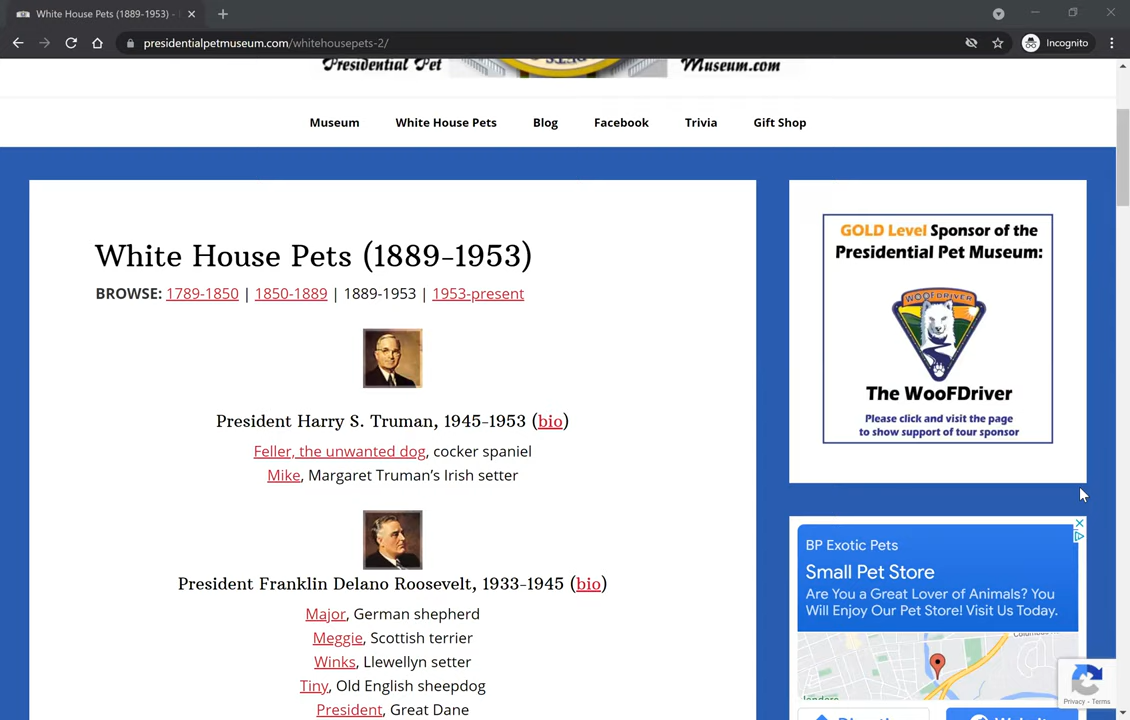 White House Pets (1889-1953) -
presidentialpetmuseum.com/whitehousepets-2/
Incognito
Presidential Pet
Museum.com
Museum
White House Pets
Blog
Facebook
Trivia
Gift Shop
White House Pets (1889-1953)
BROWSE: 1789-1850 | 1850-1889 | 1889-1953 | 1953-present
President Harry S. Truman, 1945-1953 (bio)
Feller, the unwanted dog, cocker spaniel
Mike, Margaret Truman’s Irish setter
President Franklin Delano Roosevelt, 1933-1945 (bio)
Major, German shepherd
Meggie, Scottish terrier
Winks, Llewellyn setter
Tiny, Old English sheepdog
President, Great Dane
GOLD Level Sponsor of the
Presidential Pet Museum:
WOOFDRIVER
The WooFDriver
Please click and visit the page
to show support of tour sponsor
BP Exotic Pets
Small Pet Store
Are You a Great Lover of Animals? You
Will Enjoy Our Pet Store! Visit Us Today.
Privacy - Terms